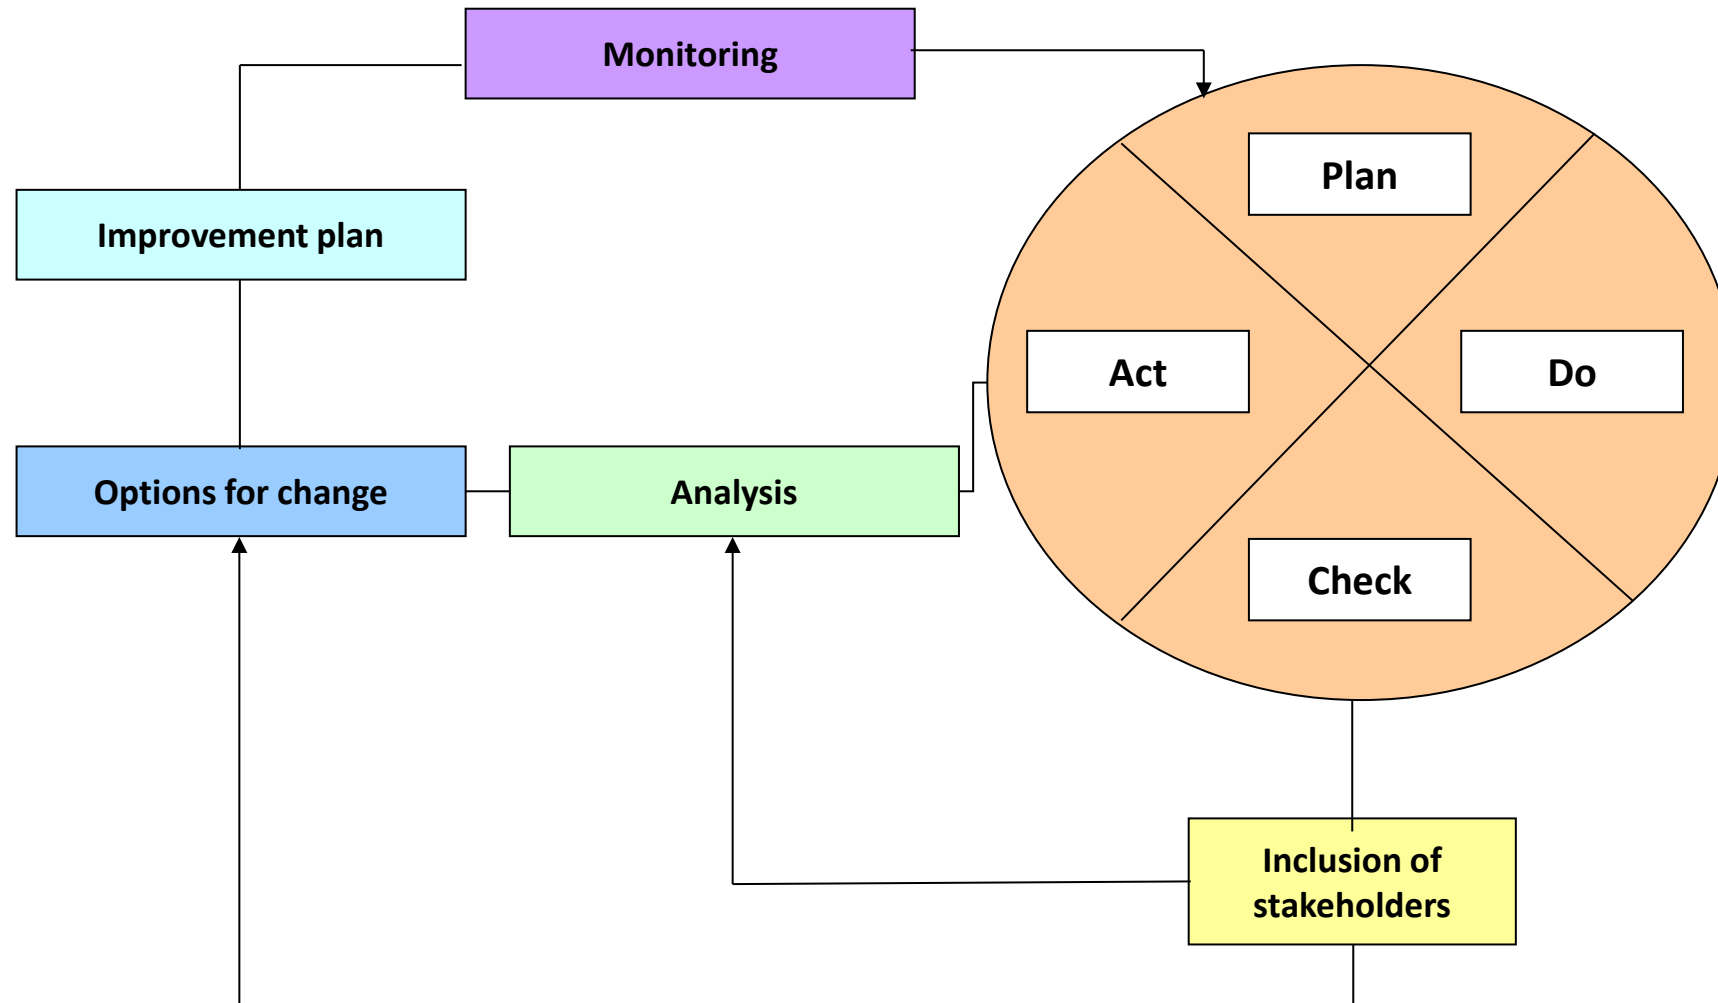 Monitoring
Plan
Improvement plan
Act
Do
Options for change
Analysis
Check
Inclusion of
stakeholders